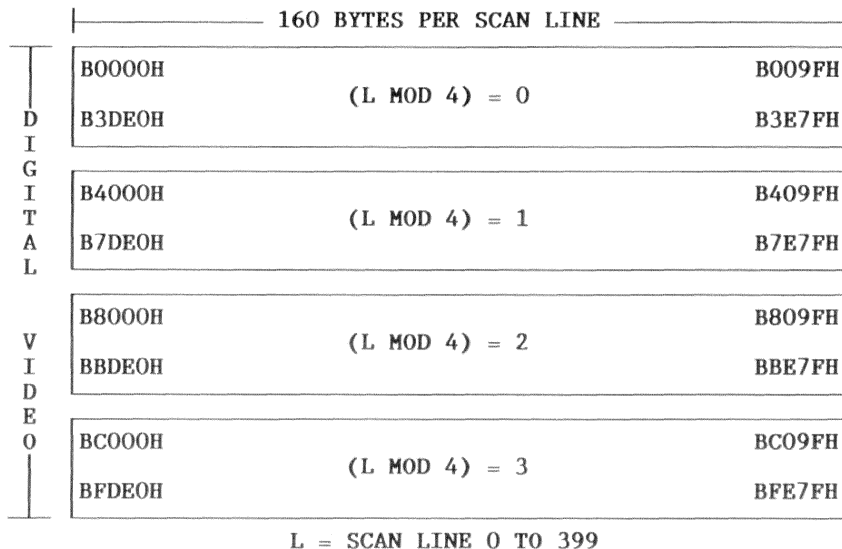 160 BYTES PER SCAN LINE
DIGITAL VIDEO
B0000H B009FH
(L MOD 4) = 0
B3DE0H B3E7FH
B4000H B409FH
(L MOD 4) = 1
B7DE0H B7E7FH
B8000H B809FH
(L MOD 4) = 2
BBDE0H BBE7FH
BC000H BC09FH
(L MOD 4) = 3
BFDE0H BFE7FH
L = SCAN LINE 0 TO 399